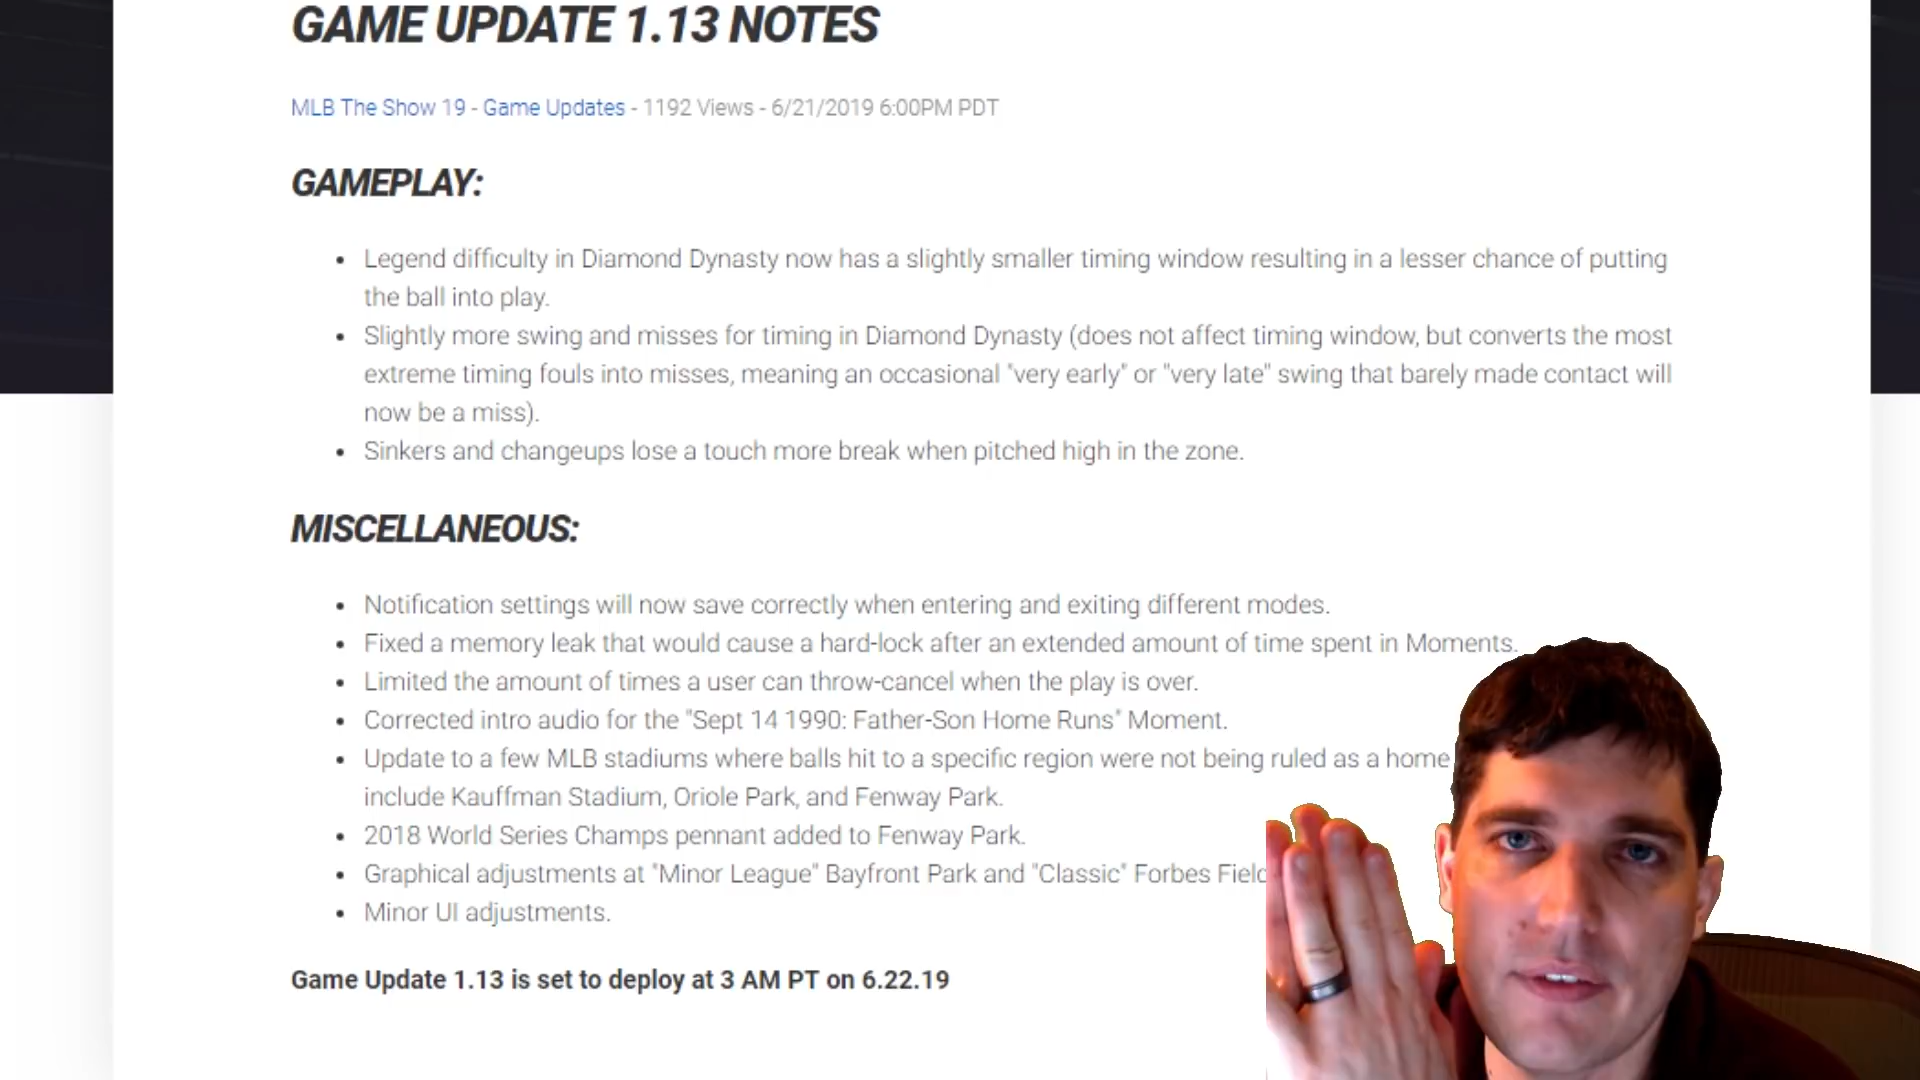 GAME UPDATE 1.13 NOTES
MLB The Show 19 - Game Updates - 1192 Views - 6/21/2019 6:00PM PDT
GAMEPLAY:
• Legend difficulty in Diamond Dynasty now has a slightly smaller timing window resulting in a lesser chance of putting
the ball into play.
• Slightly more swing and misses for timing in Diamond Dynasty (does not affect timing window, but converts the most
extreme timing fouls into misses, meaning an occasional "very early" or "very late" swing that barely made contact will
now be a miss).
• Sinkers and changeups lose a touch more break when pitched high in the zone.
MISCELLANEOUS:
• Notification settings will now save correctly when entering and exiting different modes.
• Fixed a memory leak that would cause a hard-lock after an extended amount of time spent in Moments.
• Limited the amount of times a user can throw-cancel when the play is over.
• Corrected intro audio for the "Sept 14 1990: Father-Son Home Runs" Moment.
• Update to a few MLB stadiums where balls hit to a specific region were not being ruled as a home
include Kauffman Stadium, Oriole Park, and Fenway Park.
• 2018 World Series Champs pennant added to Fenway Park.
• Graphical adjustments at "Minor League" Bayfront Park and "Classic" Forbes Field
• Minor UI adjustments.
Game Update 1.13 is set to deploy at 3 AM PT on 6.22.19